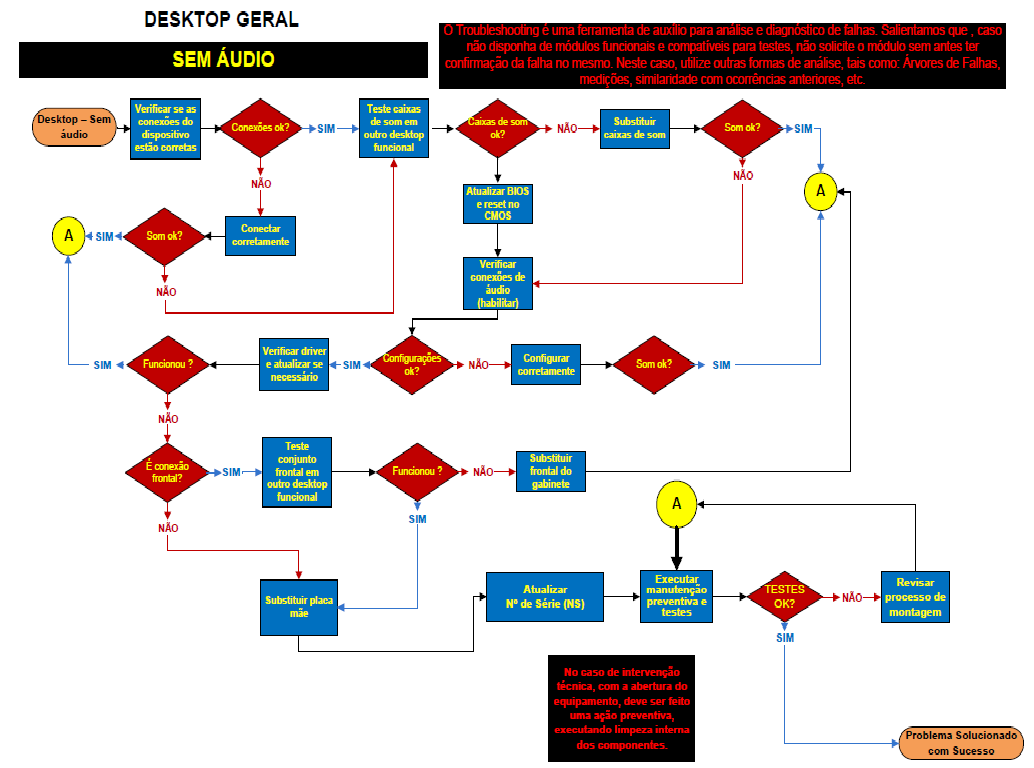 DESKTOP GERAL
SEM ÁUDIO
O Troubleshooting é uma ferramenta de auxílio para análise e diagnóstico de falhas. Salientamos que , caso
não disponha de módulos funcionais e compatíveis para testes, não solicite o módulo sem antes ter
confirmação da falha no mesmo. Neste caso, utilize outras formas de análise, tais como: Árvores de Falhas,
medições, similaridade com ocorrências anteriores, etc.
Desktop – Sem
áudio
Verificar se as
conexões do
dispositivo
estão corretas
Conexões ok?
SIM
Teste caixas
de som em
outro desktop
funcional
Caixas de som
ok?
NÃO
Substituir
caixas de som
Som ok?
SIM
NÃO
NÃO
A
Atualizar BIOS
e reset no
CMOS
A
SIM
Som ok?
Conectar
corretamente
NÃO
Verificar
conexões de
áudio
(habilitar)
SIM
Funcionou ?
Verificar driver
e atualizar se
necessário
SIM
Configurações
ok?
NÃO
Configurar
corretamente
Som ok?
SIM
NÃO
É conexão
frontal?
SIM
Teste
conjunto
frontal em
outro desktop
funcional
Funcionou ?
NÃO
Substituir
frontal do
gabinete
SIM
NÃO
A
Substituir placa
mãe
Atualizar
Nº de Série (NS)
Executar
manutenção
preventiva e
testes
TESTES
OK?
NÃO
Revisar
processo de
montagem
SIM
No caso de intervenção
técnica, com a abertura do
equipamento, deve ser feito
uma ação preventiva,
executando limpeza interna
dos componentes.
Problema Solucionado
com Sucesso